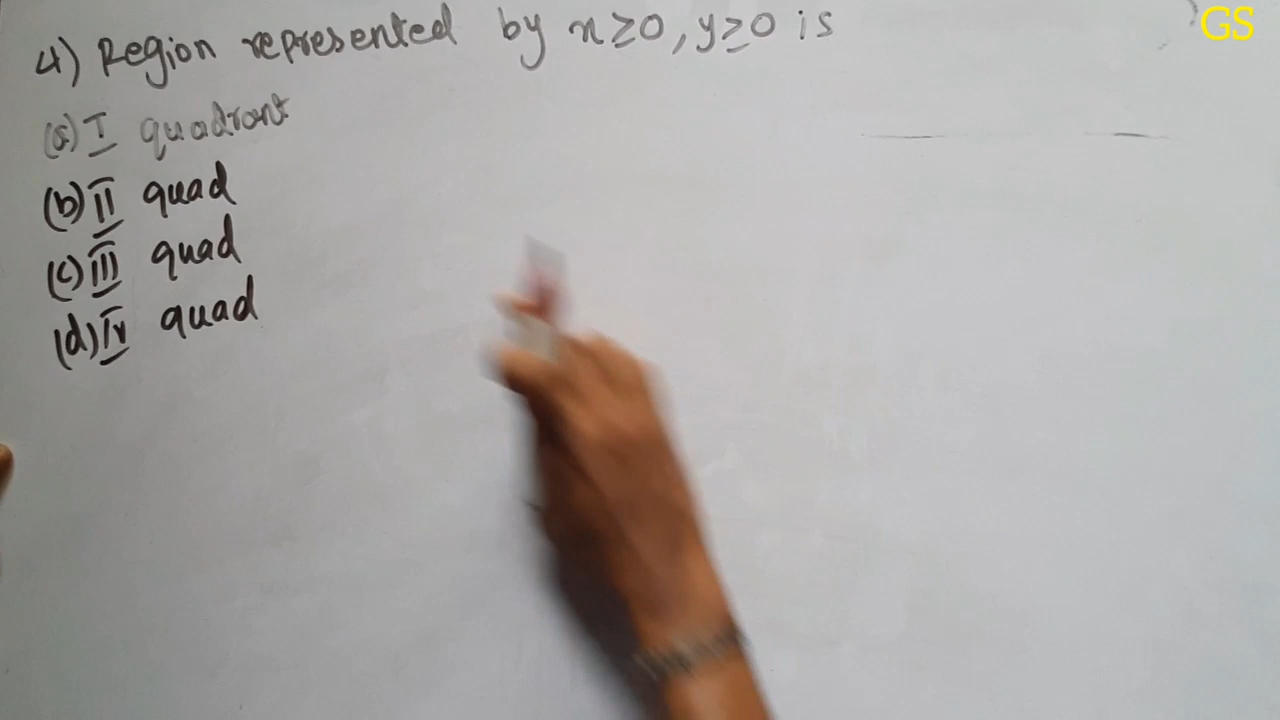 GS
4) Region represented by x≥0, y≥0 is
(a) I quadrant
(b) II quad
(c) III quad
(d) IV quad